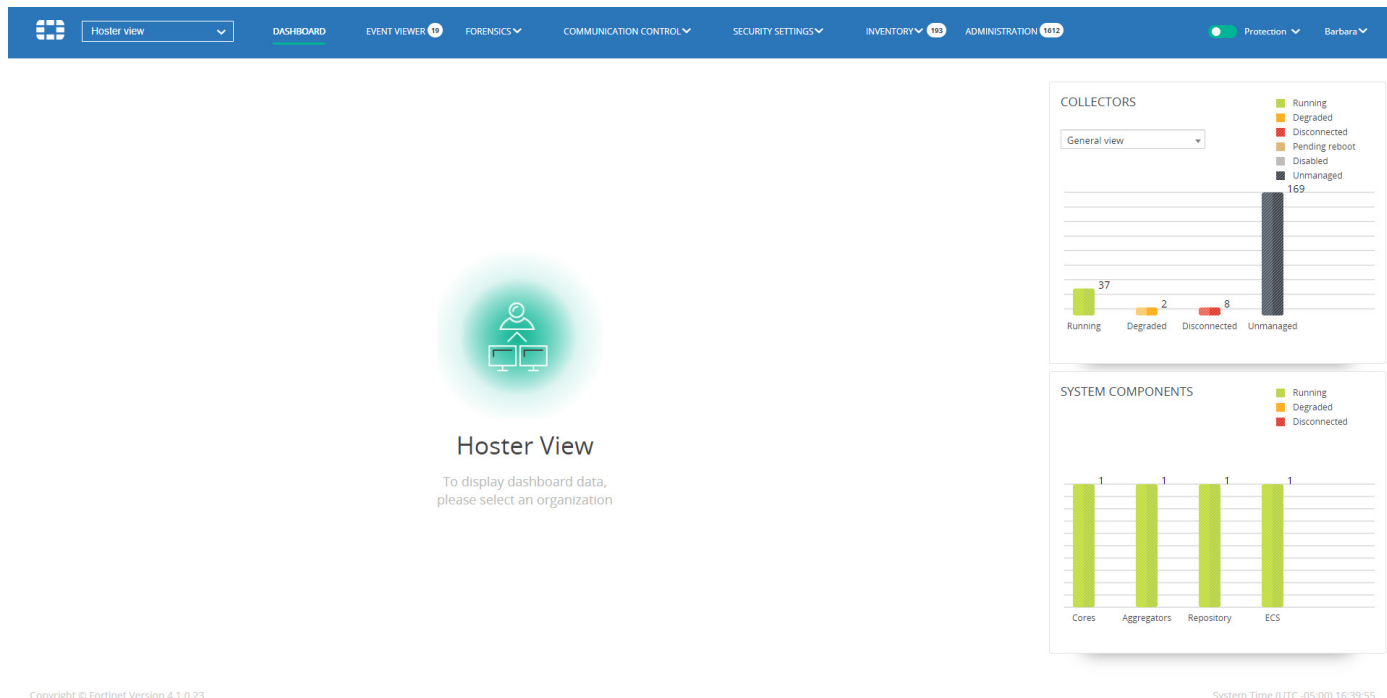 Hoster view
DASHBOARD
EVENT VIEWER 19
FORENSICS
COMMUNICATION CONTROL
SECURITY SETTINGS
INVENTORY 193
ADMINISTRATION 1612
Protection
Barbara
Hoster View
To display dashboard data,
please select an organization
COLLECTORS
General view
Running
Degraded
Disconnected
Pending reboot
Disabled
Unmanaged
37
2
8
169
Running
Degraded
Disconnected
Unmanaged
SYSTEM COMPONENTS
Running
Degraded
Disconnected
1
1
1
1
Cores
Aggregators
Repository
ECS
Copyright © Fortinet Version 4.1.0.23
System Time (UTC -05:00) 16:39:55